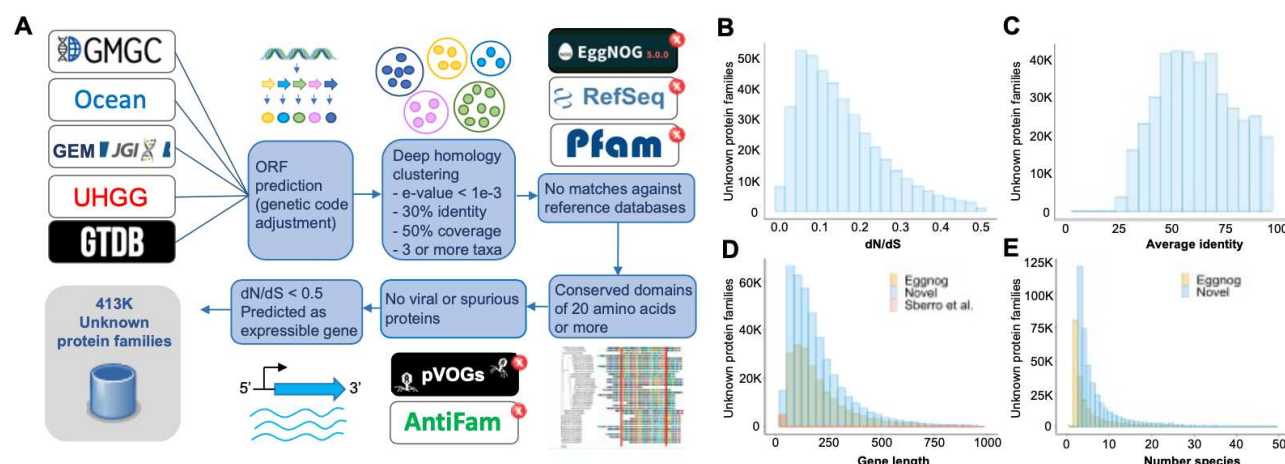 A
GMGC
Ocean
GEM JGI
UHGG
GTDB
ORF
prediction
(genetic code
adjustment)
Deep homology
clustering
- e-value < 1e-3
- 30% identity
- 50% coverage
- 3 or more taxa
EggNOG 5.0.0
RefSeq
Pfam
No matches against
reference databases
Conserved domains
of 20 amino acids
or more
No viral or spurious
proteins
dN/dS < 0.5
Predicted as
expressible gene
413K
Unknown
protein families
5' 3'
pVOGs
AntiFam
B
Unknown protein families
50K
40K
30K
20K
10K
0
0.0 0.1 0.2 0.3 0.4 0.5
dN/dS
C
Unknown protein families
40K
30K
20K
10K
0
0 25 50 75 100
Average identity
D
Unknown protein families
60K
40K
20K
0
Eggnog
Novel
Sberro et al.
0 250 500 750 1000
Gene length
E
Unknown protein families
125K
100K
75K
50K
25K
0
Eggnog
Novel
0 10 20 30 40 50
Number species